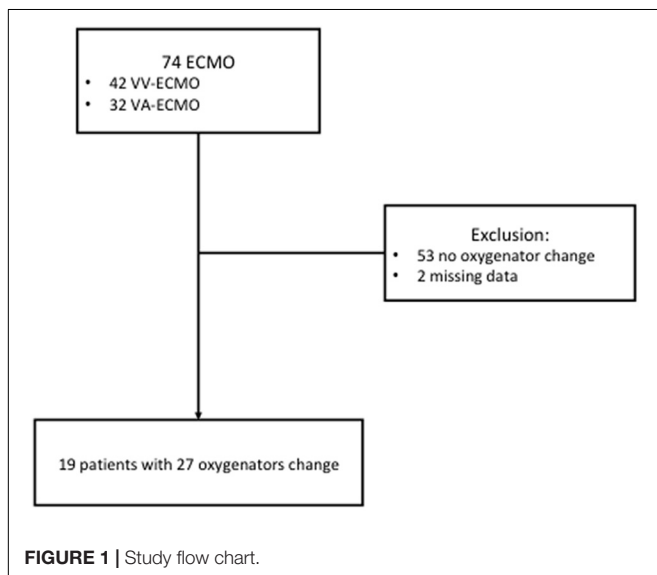 74 ECMO
• 42 VV-ECMO
• 32 VA-ECMO
Exclusion:
• 53 no oxygenator change
• 2 missing data
19 patients with 27 oxygenators change
FIGURE 1 | Study flow chart.